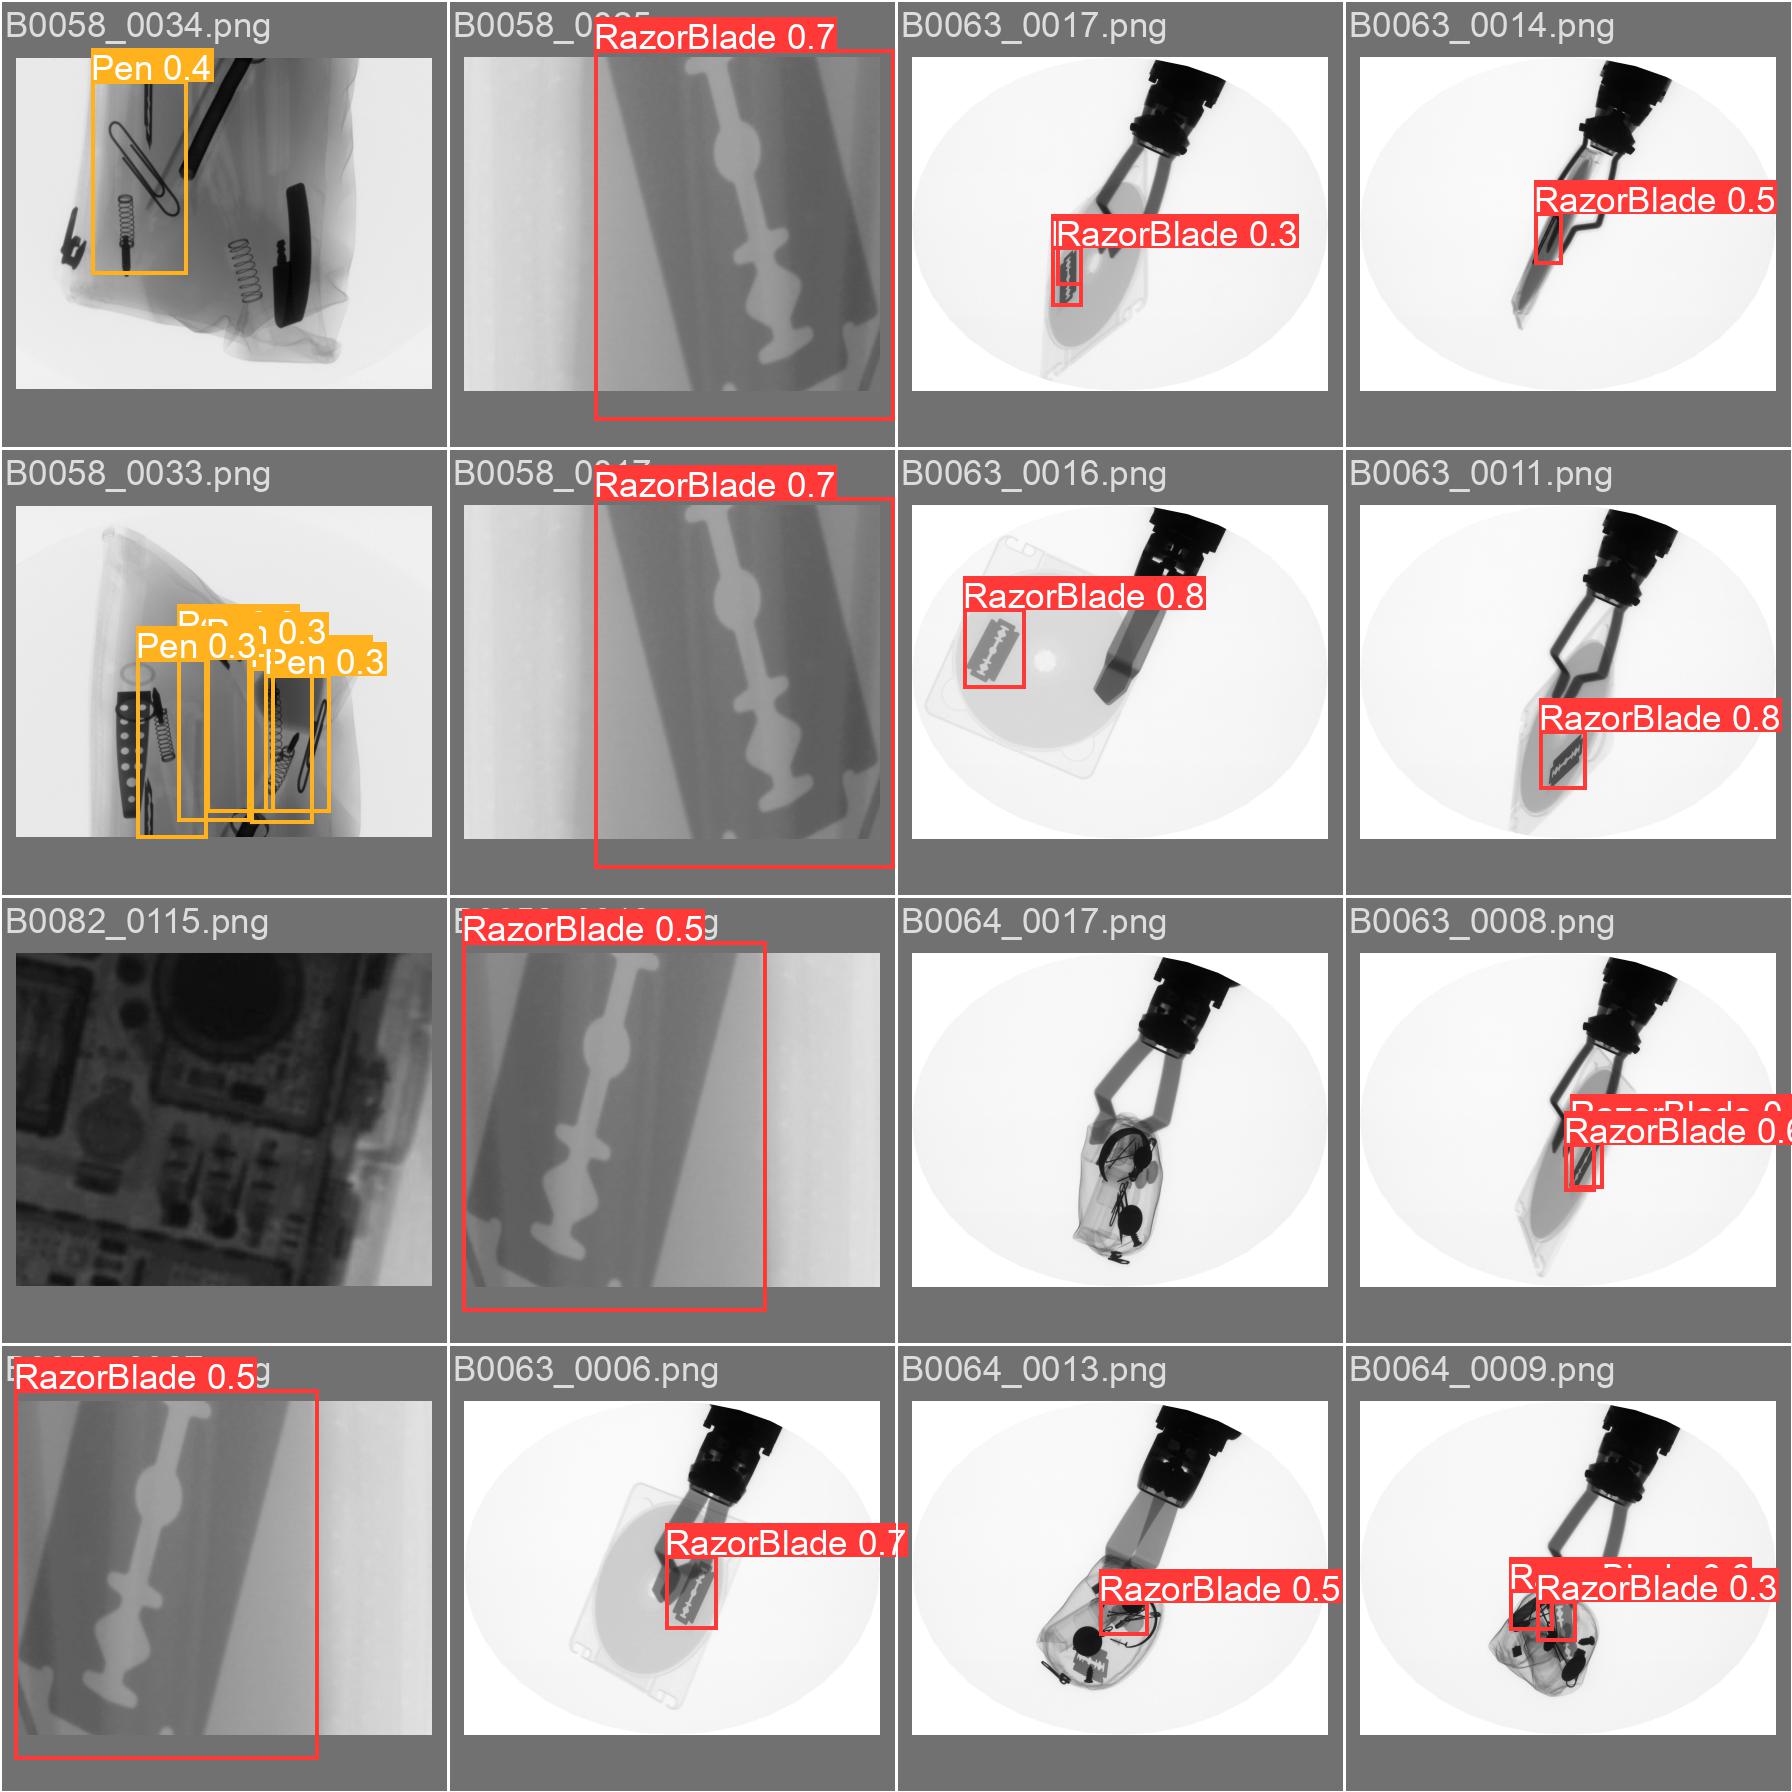 B0058_0034.png
Pen 0.4
RazorBlade 0.7
B0063_0017.png
RazorBlade 0.3
B0063_0014.png
RazorBlade 0.5
B0058_0033.png
0.3
Pen 0.3
Pen 0.3
RazorBlade 0.7
B0063_0016.png
RazorBlade 0.8
B0063_0011.png
RazorBlade 0.8
B0082_0115.png
RazorBlade 0.5
B0064_0017.png
B0063_0008.png
RazorBlade 0.6
RazorBlade 0.5
B0063_0006.png
RazorBlade 0.7
B0064_0013.png
RazorBlade 0.5
B0064_0009.png
RazorBlade 0.3